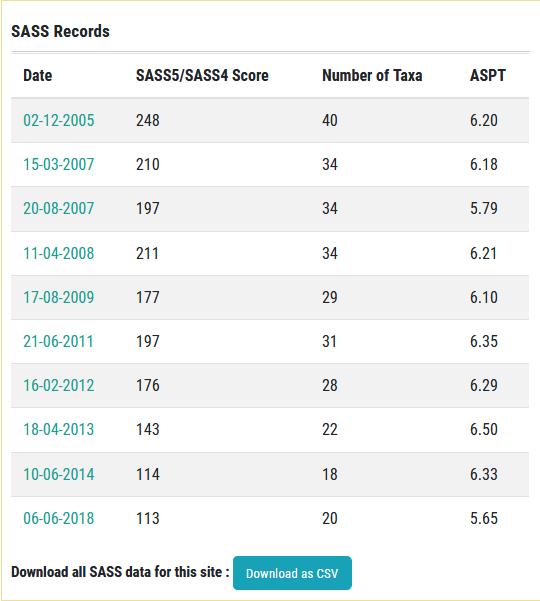 SASS Records
Date SASS5/SASS4 Score Number of Taxa ASPT
02-12-2005 248 40 6.20
15-03-2007 210 34 6.18
20-08-2007 197 34 5.79
11-04-2008 211 34 6.21
17-08-2009 177 29 6.10
21-06-2011 197 31 6.35
16-02-2012 176 28 6.29
18-04-2013 143 22 6.50
10-06-2014 114 18 6.33
06-06-2018 113 20 5.65
Download all SASS data for this site : Download as CSV